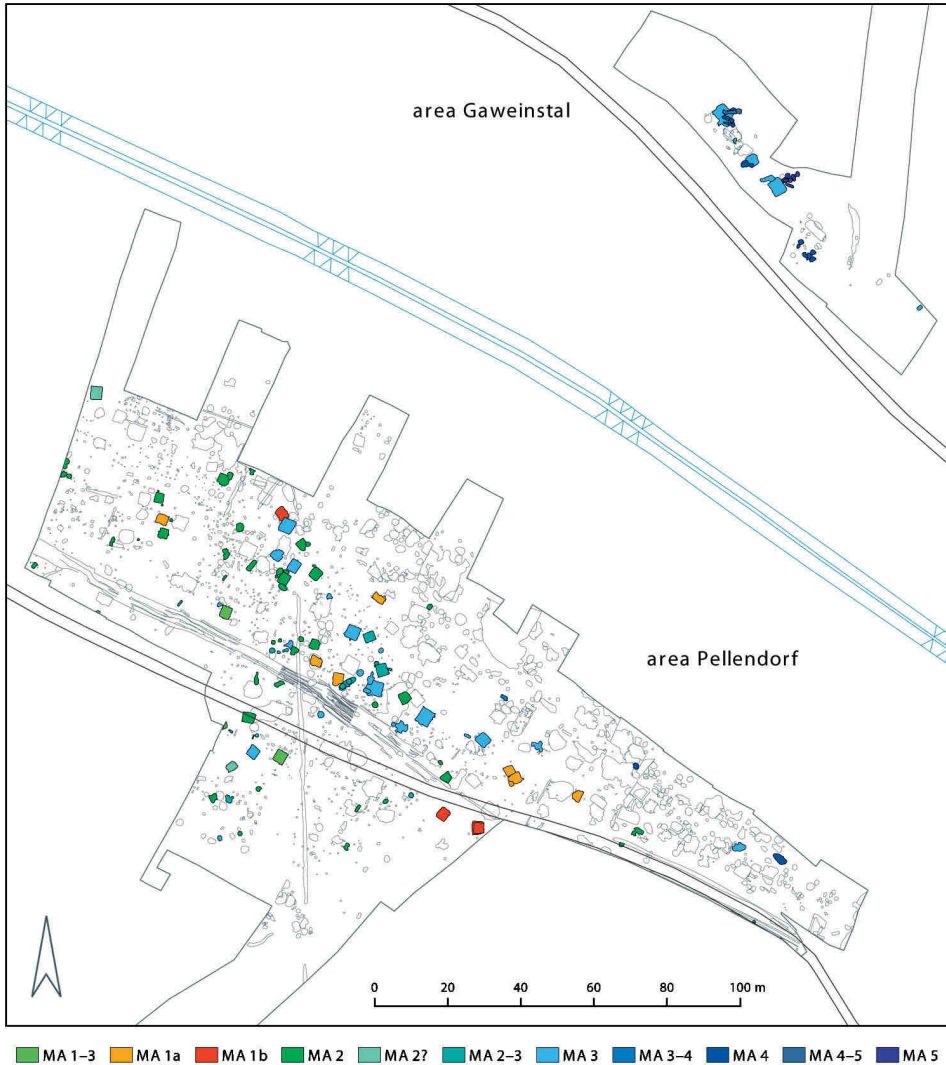 area Gaweinstal
area Pellendorf
0 20 40 60 80 100 m
MA 1–3 MA 1a MA 1b MA 2 MA 2? MA 2–3 MA 3 MA 3–4 MA 4 MA 4–5 MA 5